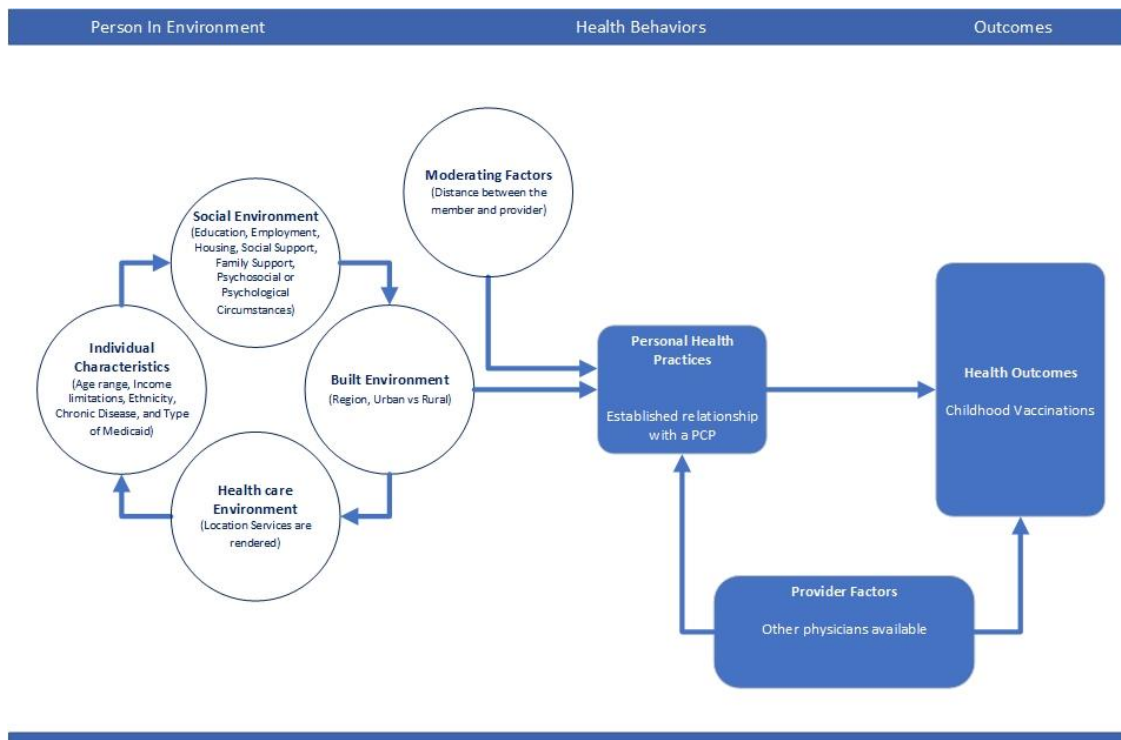 Person In Environment
Health Behaviors
Outcomes
Moderating Factors
(Distance between the
member and provider)
Social Environment
(Education, Employment,
Housing, Social Support,
Family Support,
Psychosocial or
Psychological
Circumstances)
Individual
Characteristics
(Age range, Income
limitations, Ethnicity,
Chronic Disease, and Type
of Medicaid)
Built Environment
(Region, Urban vs Rural)
Health care
Environment
(Location Services are
rendered)
Personal Health
Practices
Established relationship
with a PCP
Health Outcomes
Childhood Vaccinations
Provider Factors
Other physicians available